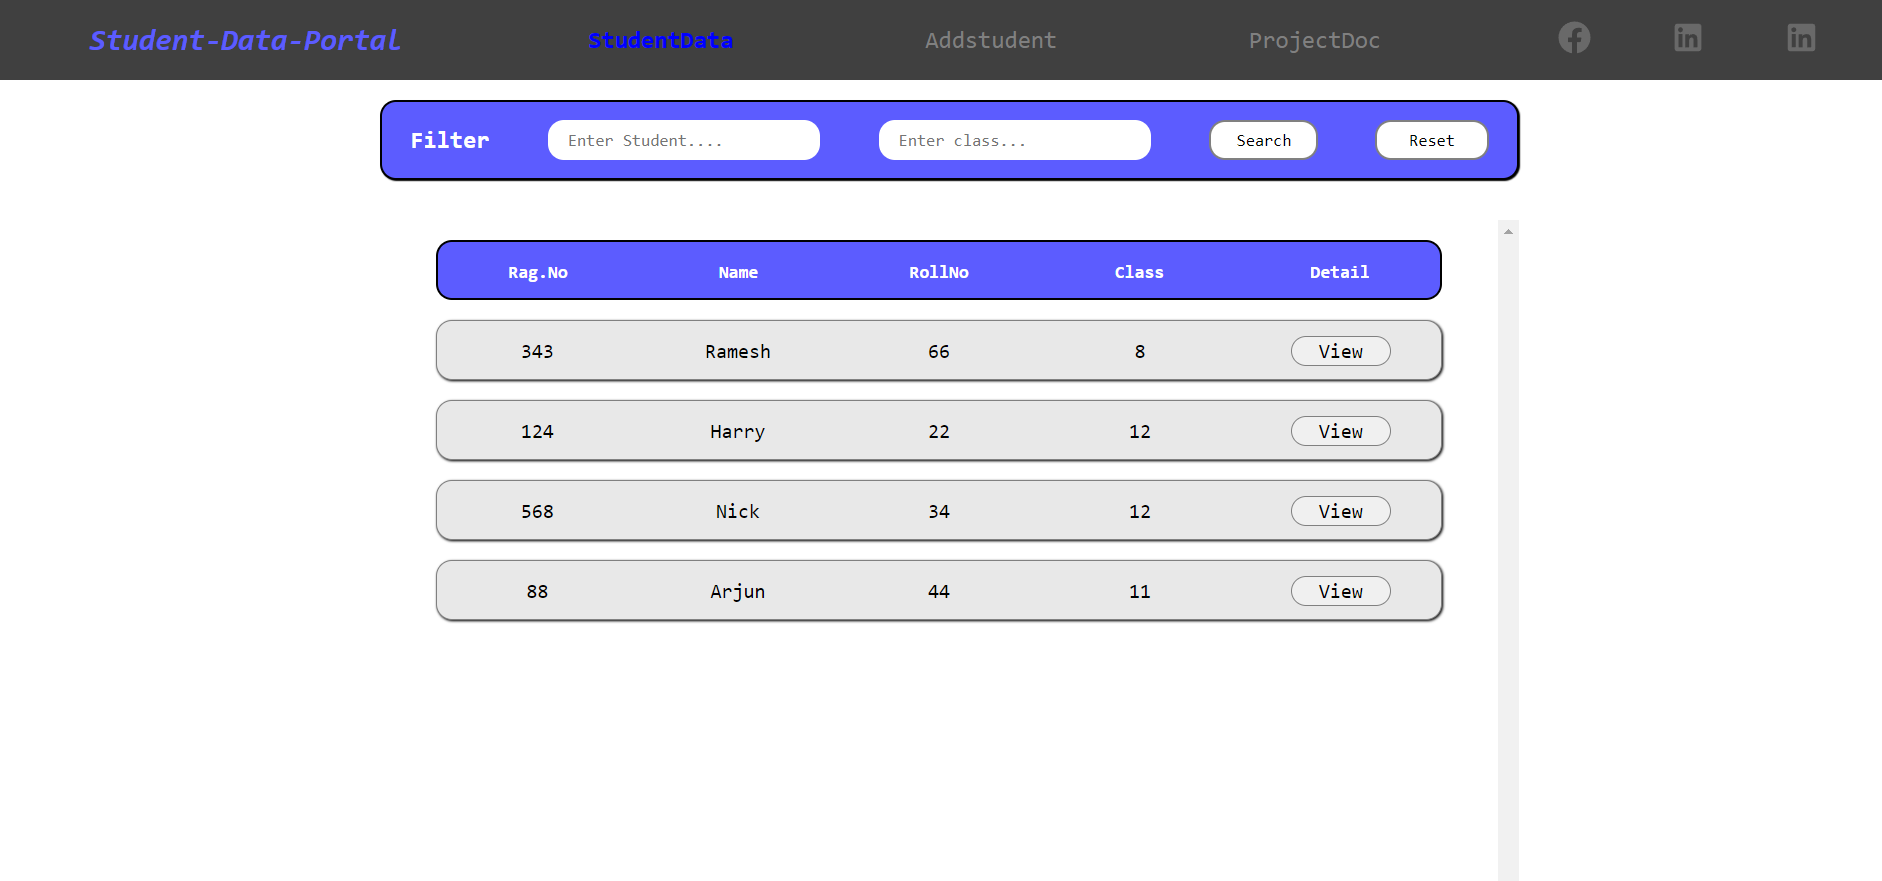 Student-Data-Portal StudentData Addstudent ProjectDoc
Filter Enter Student.... Enter class... Search Reset
Rag.No Name RollNo Class Detail
343 Ramesh 66 8 View
124 Harry 22 12 View
568 Nick 34 12 View
88 Arjun 44 11 View